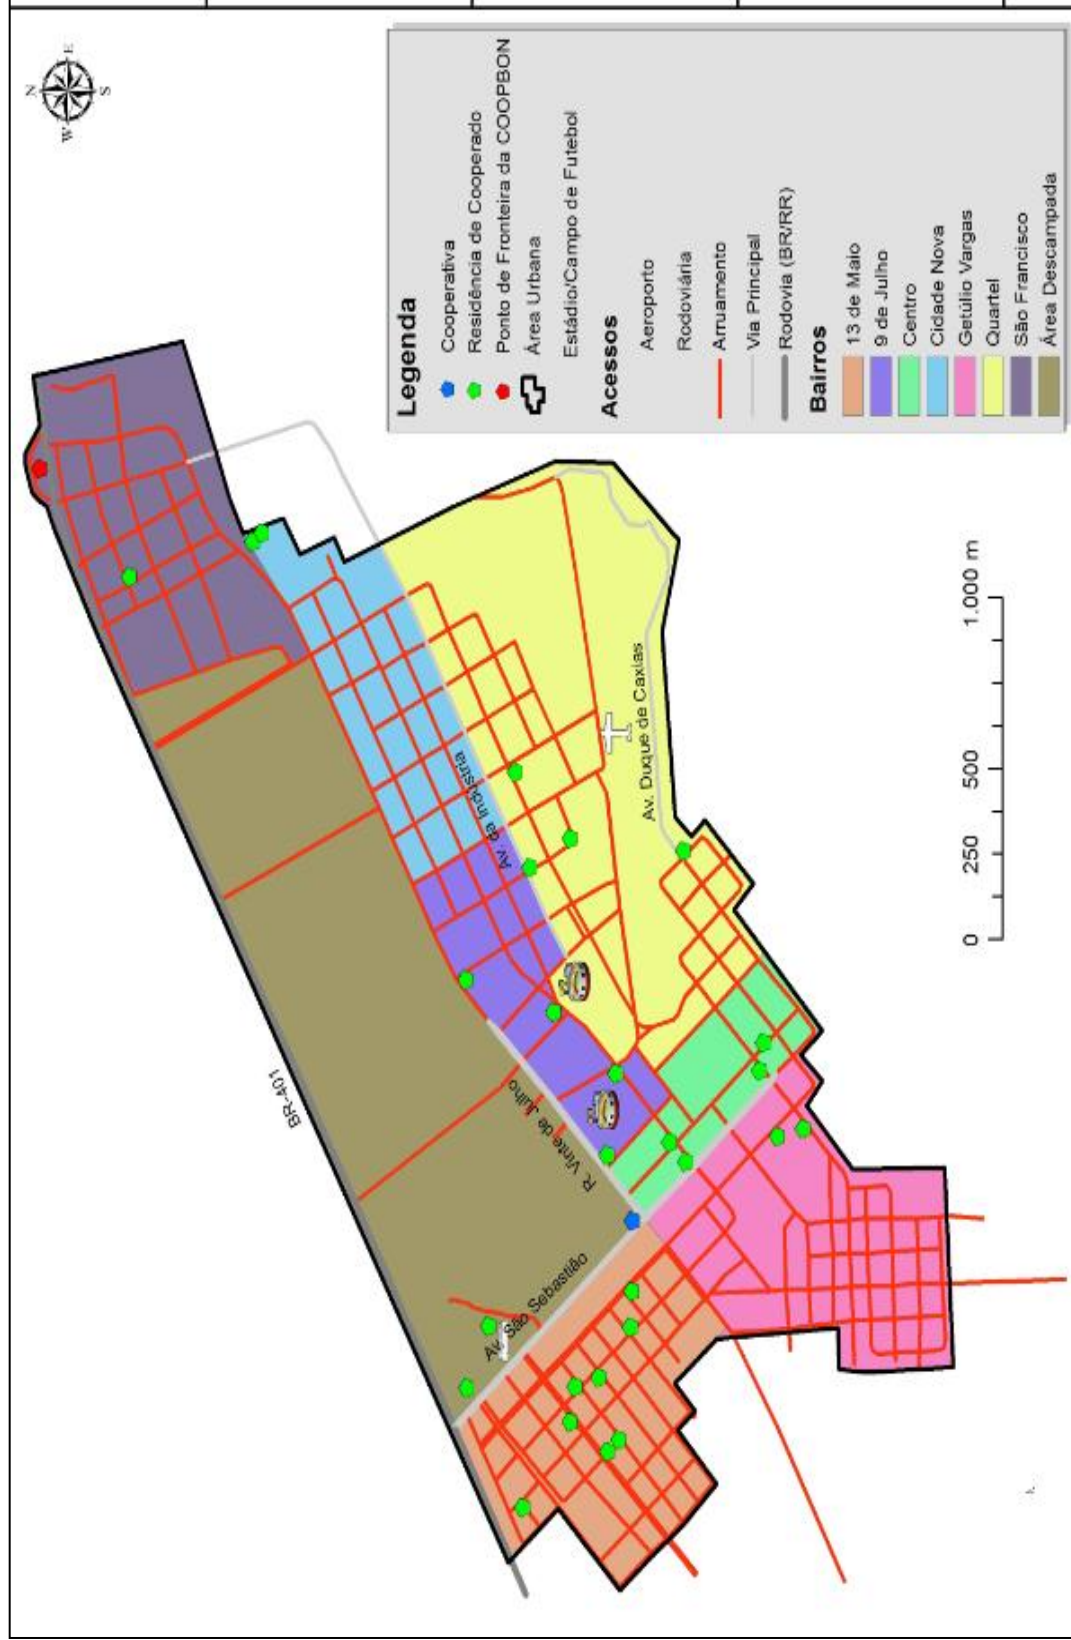 N
E
S
W
Legenda
Cooperativa
Residência de Cooperado
Ponto de Fronteira da COOPBON
Área Urbana
Estádio/Campo de Futebol
Acessos
Aeroporto
Rodoviária
Arruamento
Via Principal
Rodovia (BR/RR)
Bairros
13 de Maio
9 de Julho
Centro
Cidade Nova
Getúlio Vargas
Quartel
São Francisco
Área Descampada
BR-401
Av. São Sebastião
R. Vinte de Julho
Av. da Indústria
Av. Duque de Caxias
0 250 500 1.000 m